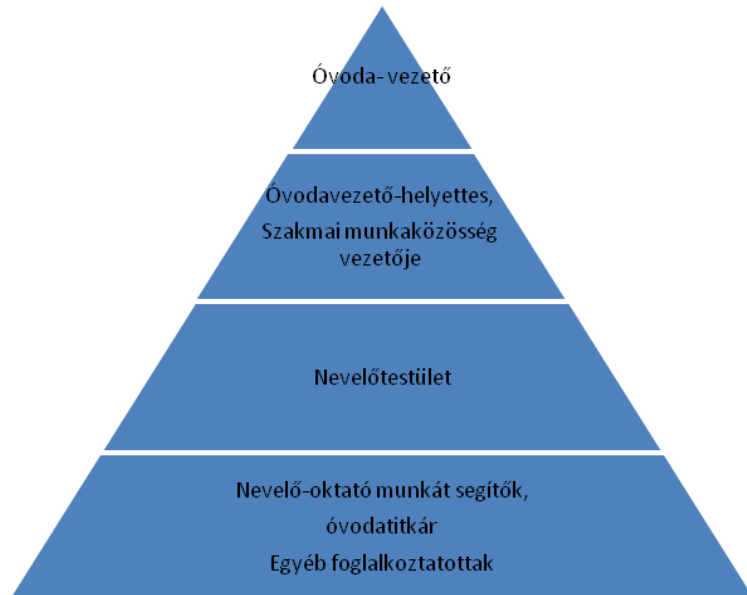 Óvoda- vezető
Óvodavezető-helyettes,
Szakmai munkaközösség
vezetője
Nevelőtestület
Nevelő-oktató munkát segítők,
óvodatitkár
Egyéb foglalkoztatottak